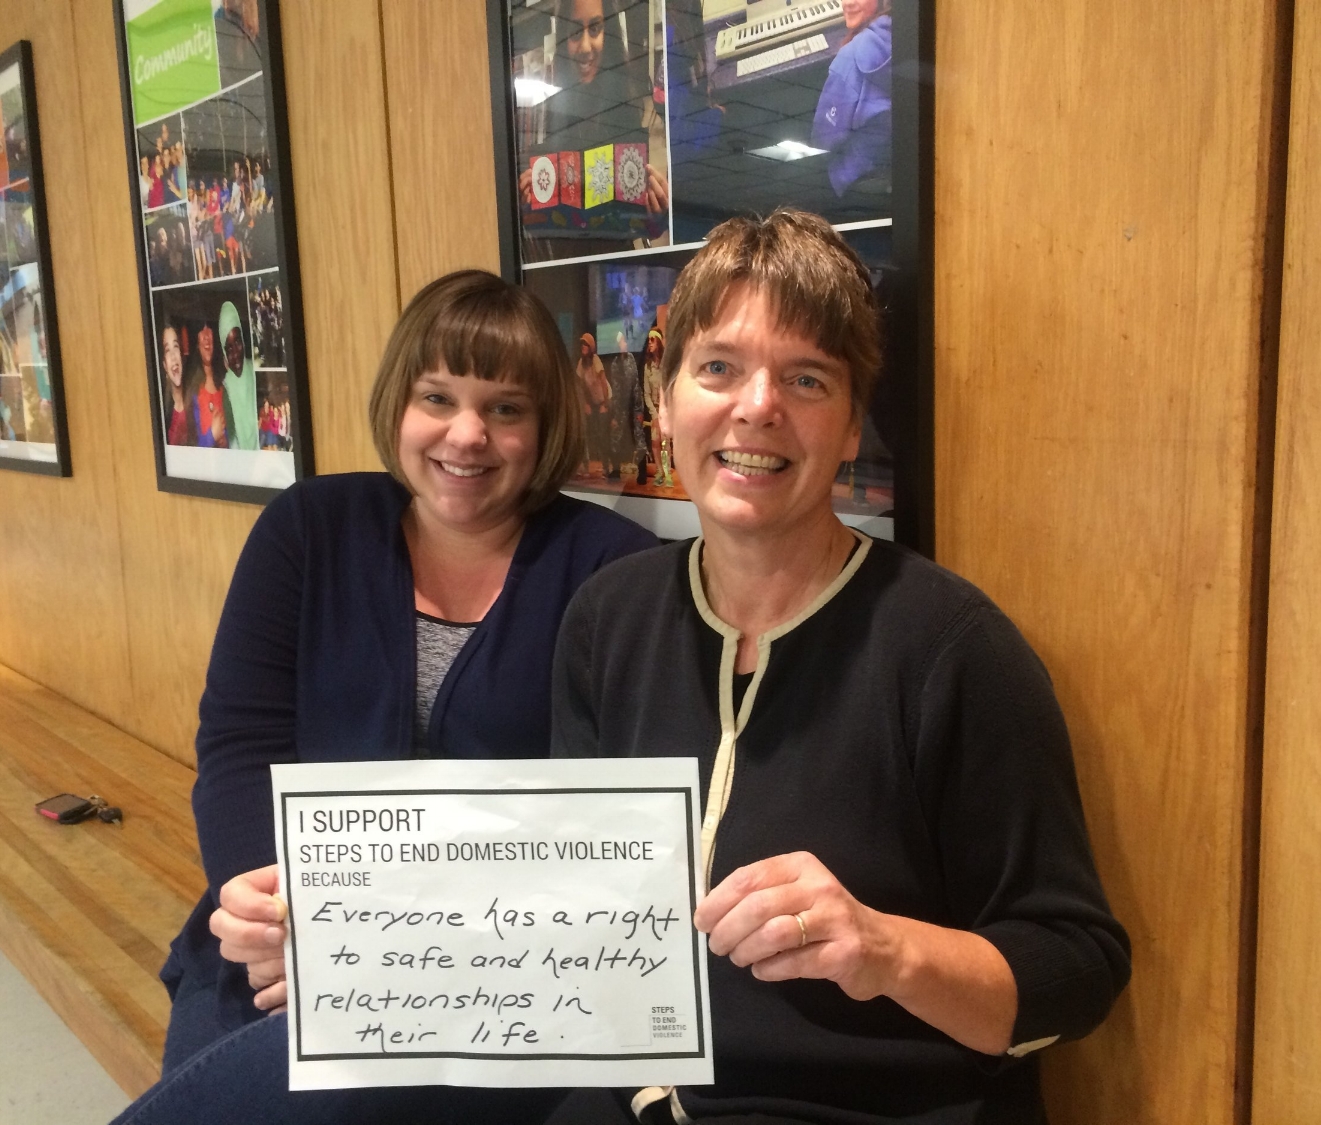 Community
I SUPPORT
STEPS TO END DOMESTIC VIOLENCE
BECAUSE
Everyone has a right
to safe and healthy
relationships in
their life.
STEPS
TO END
DOMESTIC
VIOLENCE